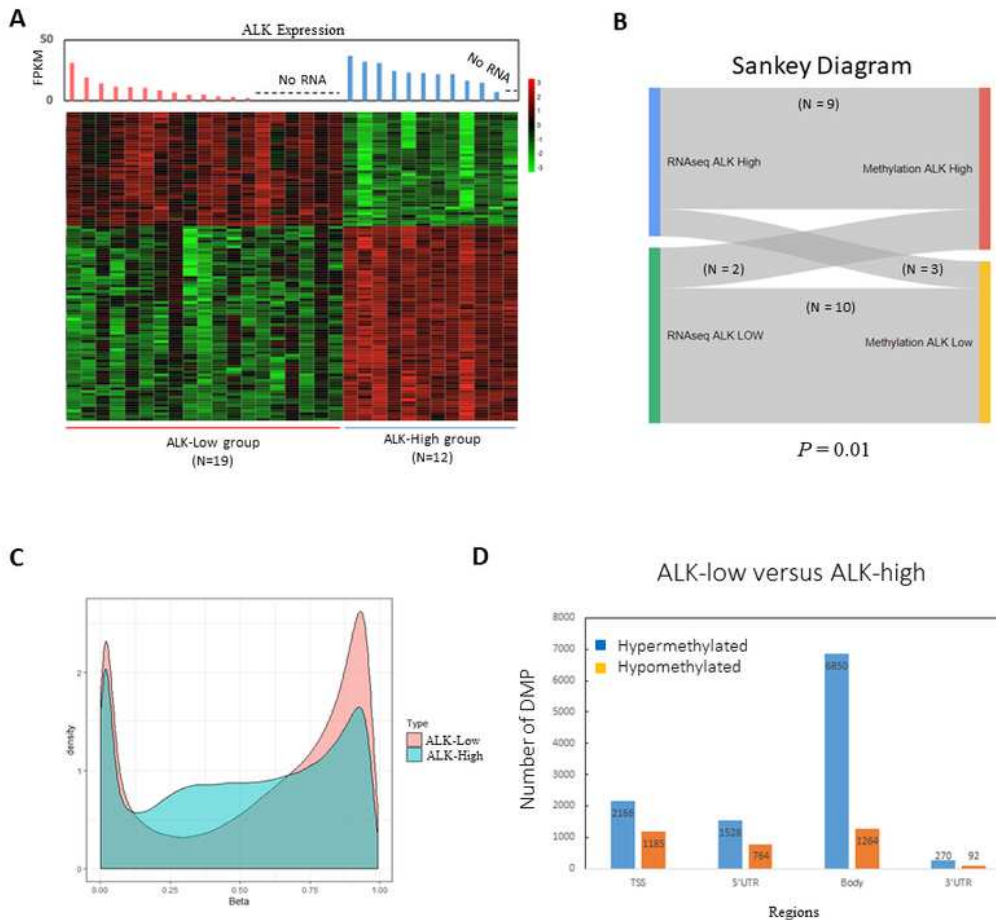 A
ALK Expression
50
FPKM
0
No RNA
No RNA
3
2
1
0
-1
-2
-3
ALK-Low group
(N=19)
ALK-High group
(N=12)
B
Sankey Diagram
(N = 9)
RNAseq ALK High
Methylation ALK High
(N = 2)
(N = 3)
(N = 10)
RNAseq ALK LOW
Methylation ALK Low
P = 0.01
C
2
1
0
density
0.00
0.25
0.50
0.75
1.00
Beta
Type
ALK-Low
ALK-High
D
ALK-low versus ALK-high
8000
7000
6000
5000
4000
3000
2000
1000
0
Number of DMP
Hypermethylated
Hypomethylated
2166
1185
1528
764
6850
1264
270
92
TSS
5'UTR
Body
3'UTR
Regions